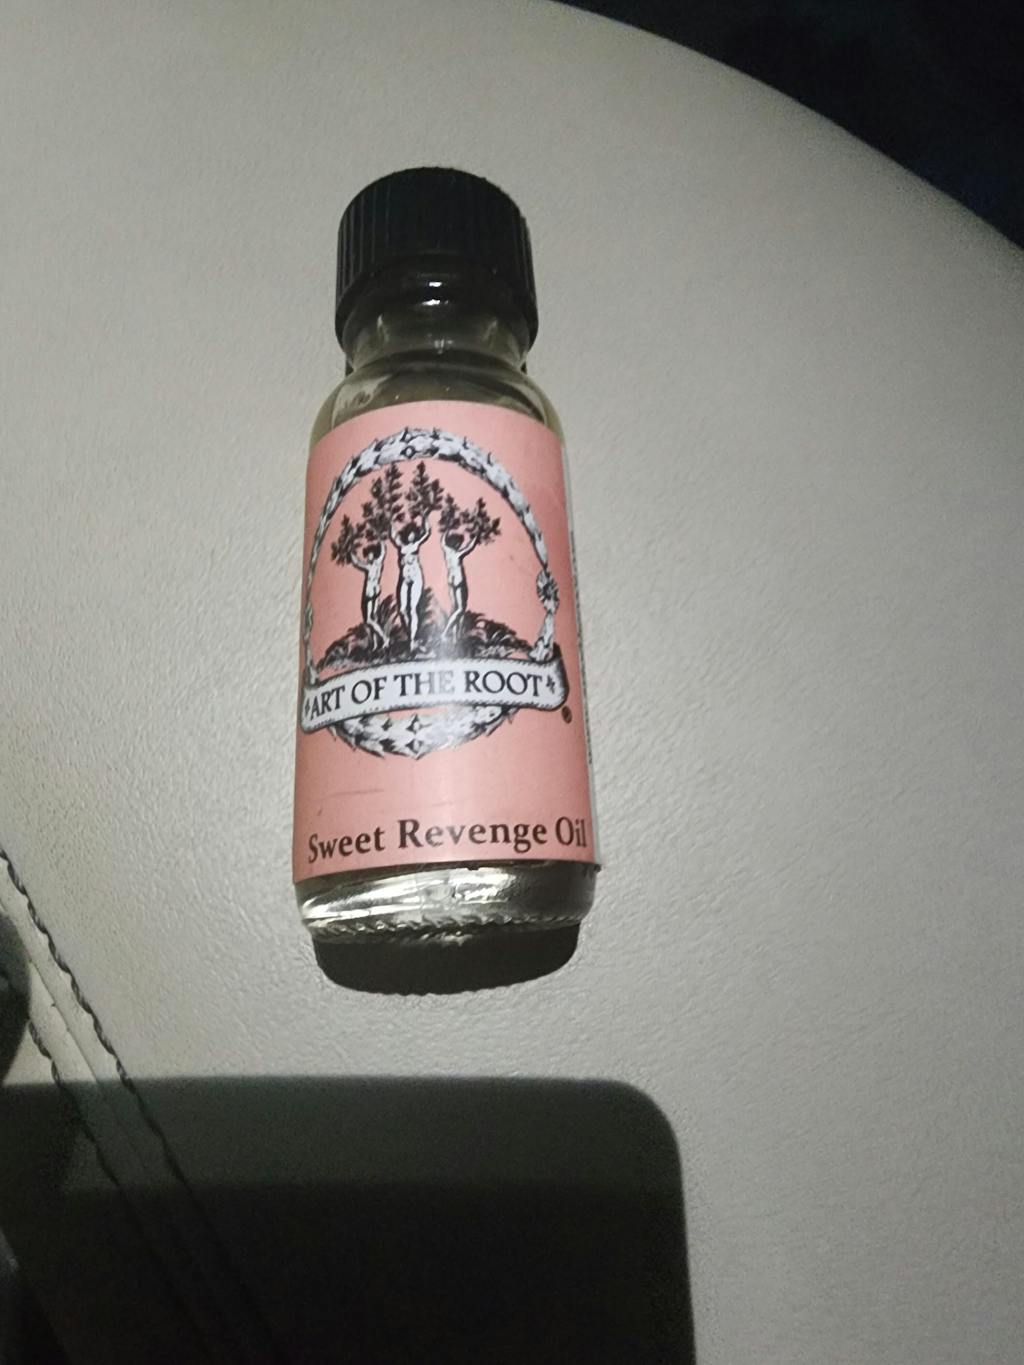 ART OF THE ROOT
®
Sweet Revenge Oil